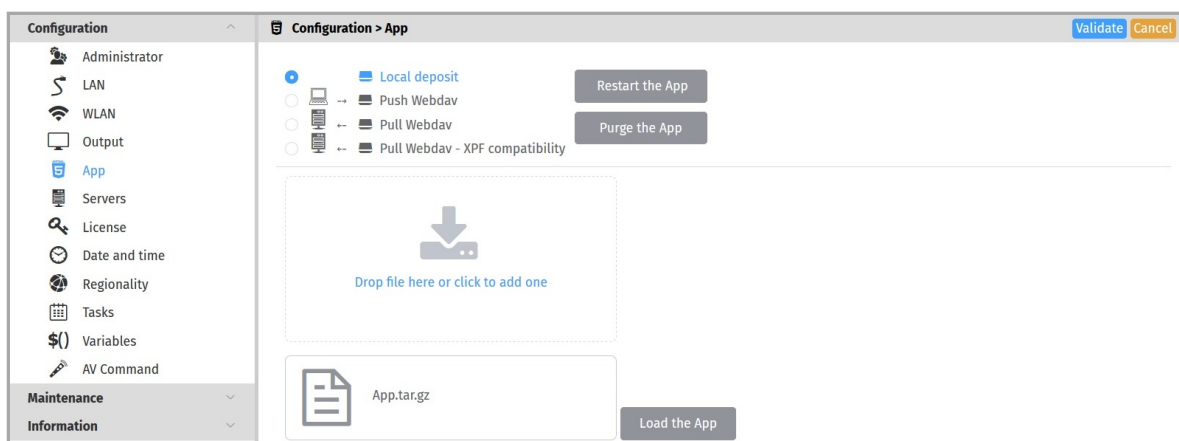 Configuration
Administrator
LAN
WLAN
Output
App
Servers
License
Date and time
Regionality
Tasks
$() Variables
AV Command
Maintenance
Information
Configuration > App
Validate
Cancel
Local deposit
→ Push Webdav
← Pull Webdav
← Pull Webdav - XPF compatibility
Restart the App
Purge the App
Drop file here or click to add one
App.tar.gz
Load the App